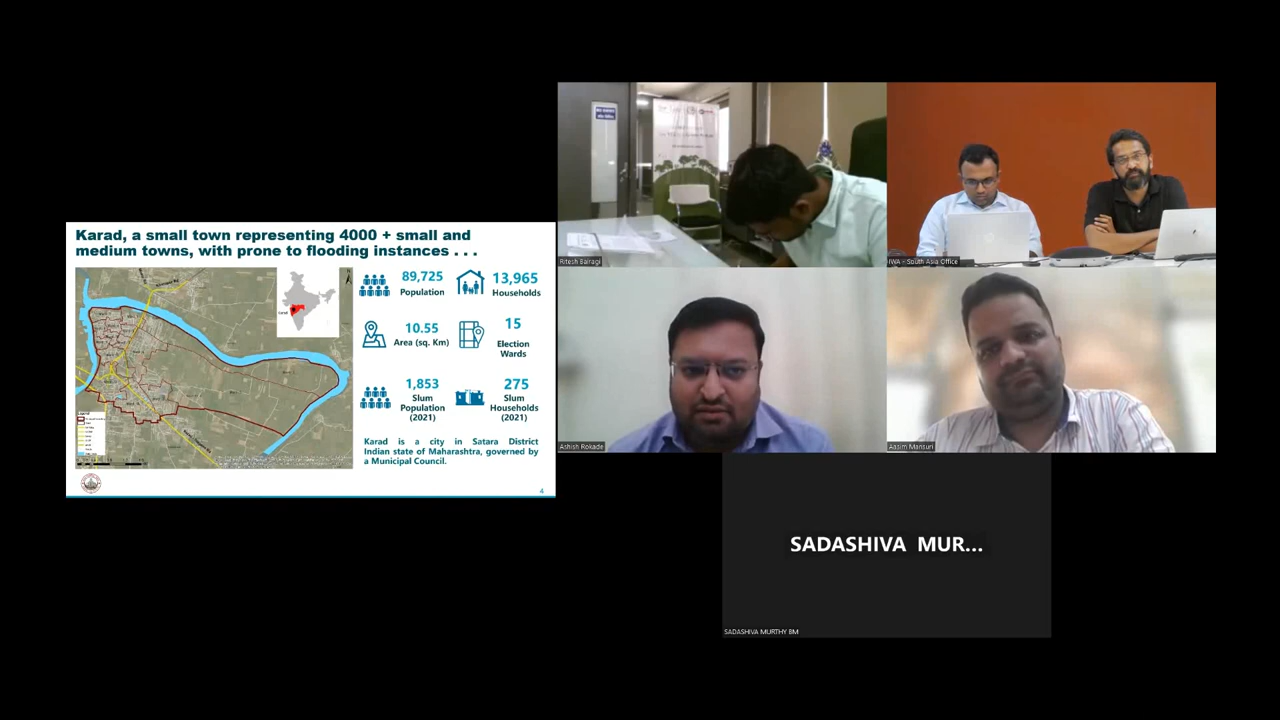 Karad, a small town representing 4000 + small and
medium towns, with prone to flooding instances . . .
89,725
Population
13,965
Households
10.55
Area (sq. Km)
15
Election
Wards
1,853
Slum
Population
(2021)
275
Slum
Households
(2021)
Karad is a city in Satara District
Indian state of Maharashtra, governed by
a Municipal Council.
4
Ritesh Bairagi
IWA - South Asia Office
Ashish Rokade
Aasim Mansuri
SADASHIVA MUR...
SADASHIVA MURTHY BM